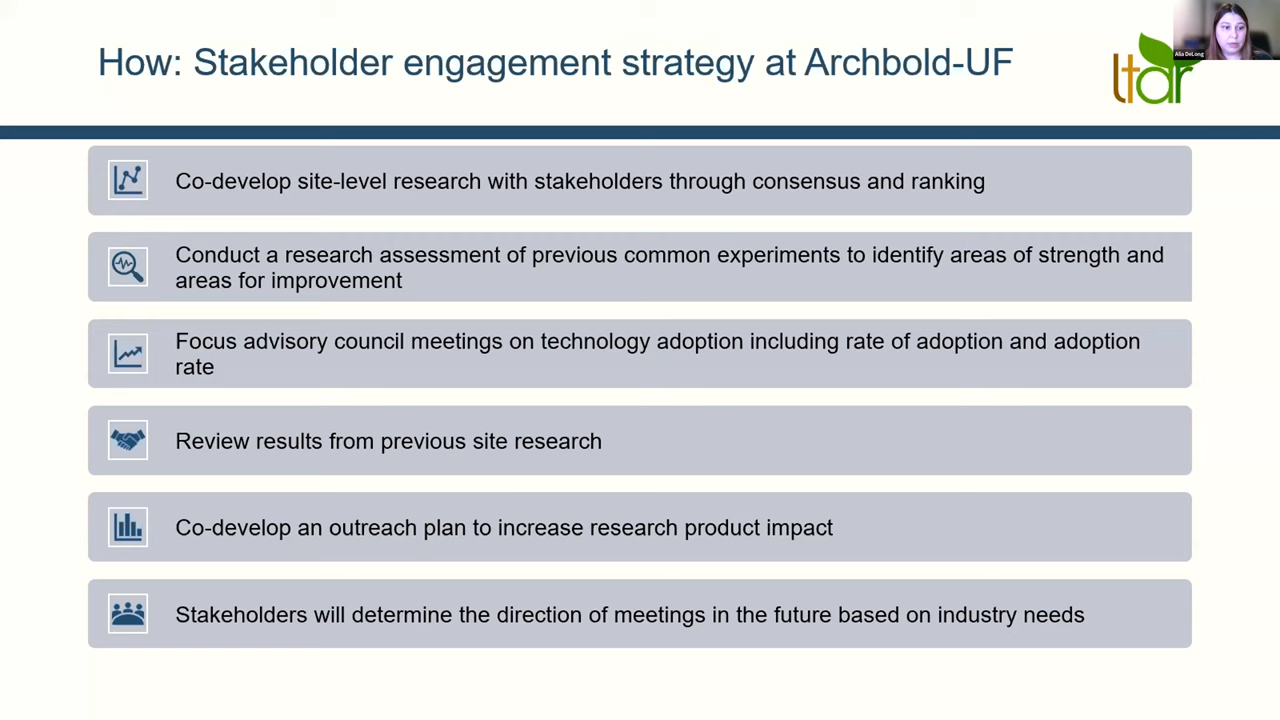 How: Stakeholder engagement strategy at Archbold-UF
ltar
Alia DeLong
Co-develop site-level research with stakeholders through consensus and ranking
Conduct a research assessment of previous common experiments to identify areas of strength and
areas for improvement
Focus advisory council meetings on technology adoption including rate of adoption and adoption
rate
Review results from previous site research
Co-develop an outreach plan to increase research product impact
Stakeholders will determine the direction of meetings in the future based on industry needs